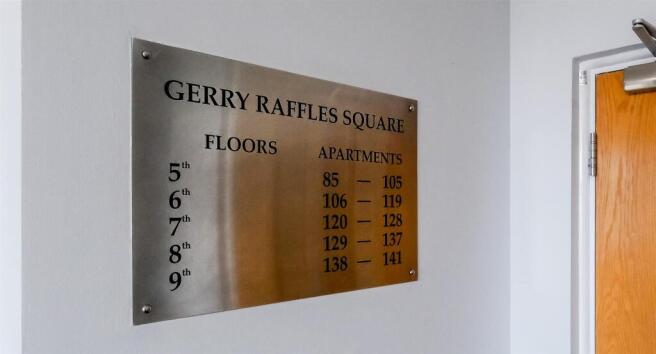 GERRY RAFFLES SQUARE
FLOORS APARTMENTS
5th 85 — 105
6th 106 — 119
7th 120 — 128
8th 129 — 137
9th 138 — 141